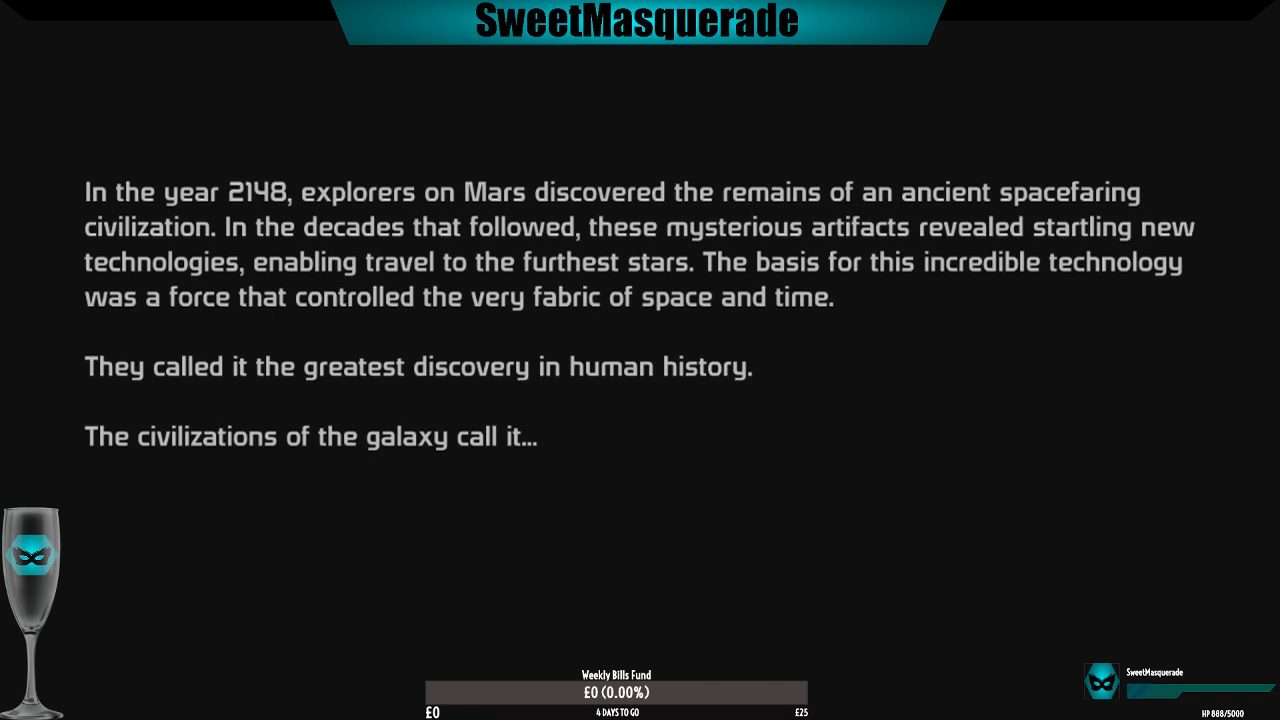 SweetMasquerade
In the year 2148, explorers on Mars discovered the remains of an ancient spacefaring
civilization. In the decades that followed, these mysterious artifacts revealed startling new
technologies, enabling travel to the furthest stars. The basis for this incredible technology
was a force that controlled the very fabric of space and time.
They called it the greatest discovery in human history.
The civilizations of the galaxy call it...
Weekly Bills Fund
£0 (0.00%)
£0 4 DAYS TO GO £25
SweetMasquerade
HP 888/5000